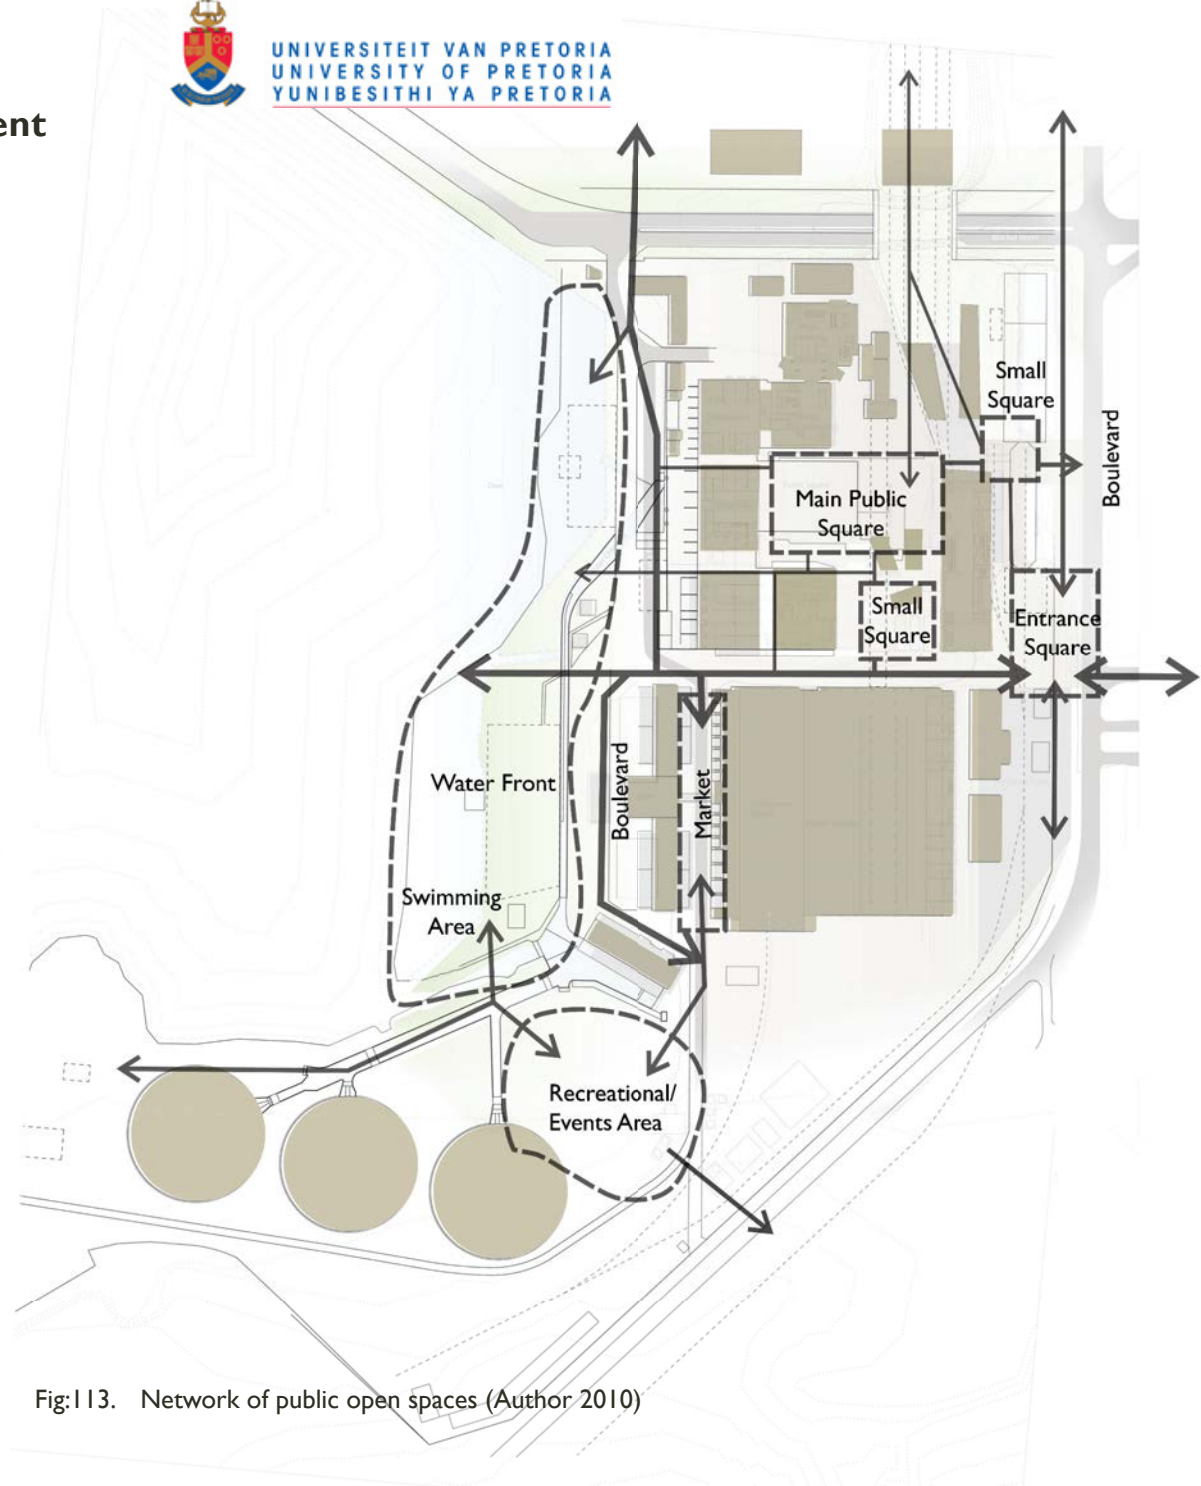 UNIVERSITEIT VAN PRETORIA
UNIVERSITY OF PRETORIA
YUNIBESITHI YA PRETORIA
ent
Small
Square
Boulevard
Main Public
Square
Small
Square
Entrance
Square
Water Front
Boulevard
Market
Swimming
Area
Recreational/
Events Area
Fig:113. Network of public open spaces (Author 2010)